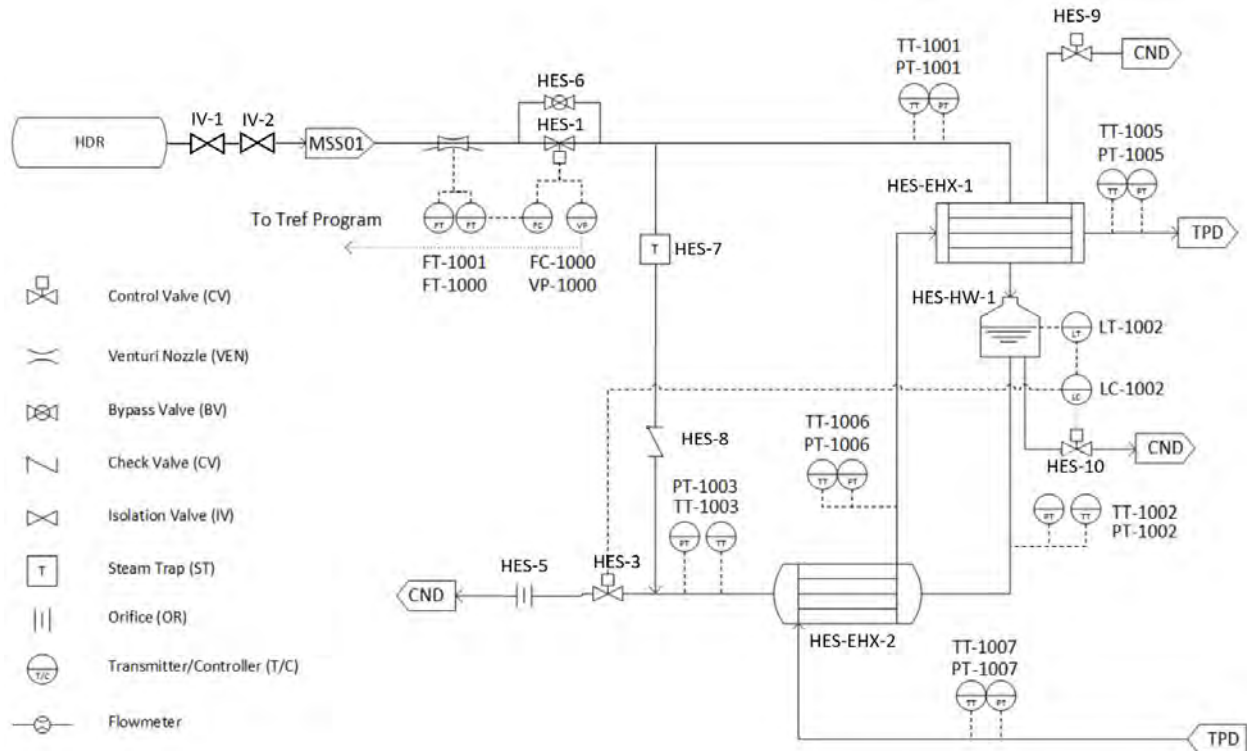 HES-9
CND
TT-1001
PT-1001
TT
PT
HES-6
HES-1
IV-1
IV-2
HDR
MSS01
TT-1005
PT-1005
TT
PT
HES-EHX-1
TPD
To Tref Program
FT
FT
FC
VP
FT-1001
FT-1000
FC-1000
VP-1000
T
HES-7
HES-HW-1
LT
LT-1002
LC
LC-1002
Control Valve (CV)
Venturi Nozzle (VEN)
Bypass Valve (BV)
Check Valve (CV)
Isolation Valve (IV)
T
Steam Trap (ST)
Orifice (OR)
T/C
Transmitter/Controller (T/C)
Flowmeter
HES-8
TT-1006
PT-1006
TT
PT
HES-10
CND
PT-1003
TT-1003
PT
TT
PT
TT
TT-1002
PT-1002
CND
HES-5
HES-3
HES-EHX-2
TT-1007
PT-1007
TT
PT
TPD